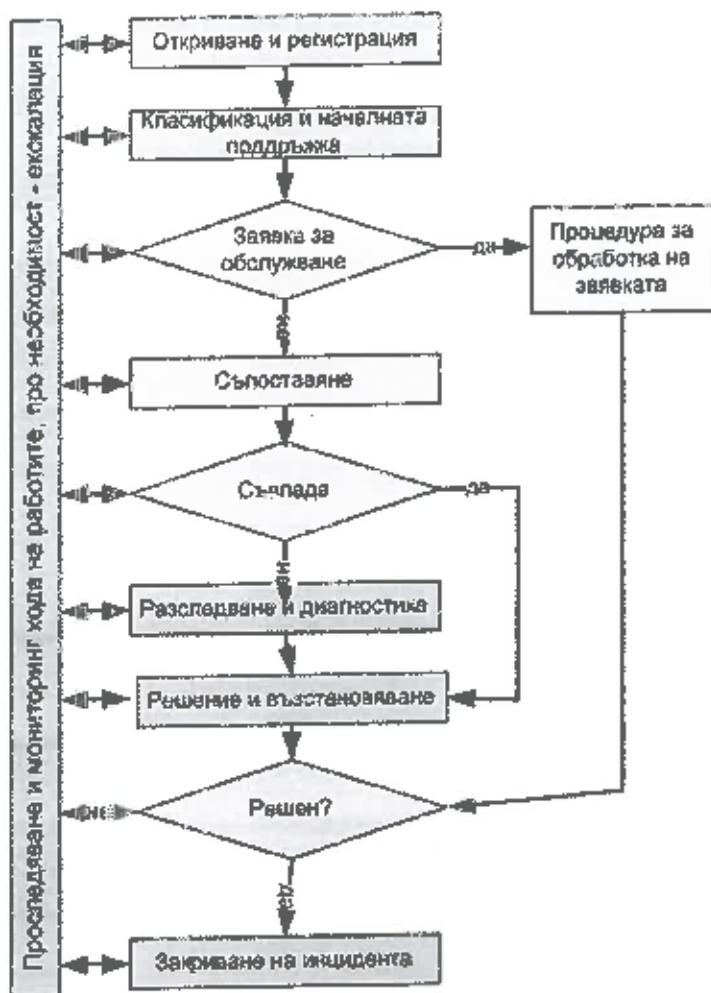 Проследяване и мониторинг хода на работите, про необходимост - ескалация
Откриване и регистрация
Класификация и началната
поддръжка
Заявка за
обслужване
да
Процедура за
обработка на
заявката
не
Съпоставяне
Съвпада
да
не
Разследване и диагностика
Решение и възстановяване
не
Решен?
да
Закриване на инцидента